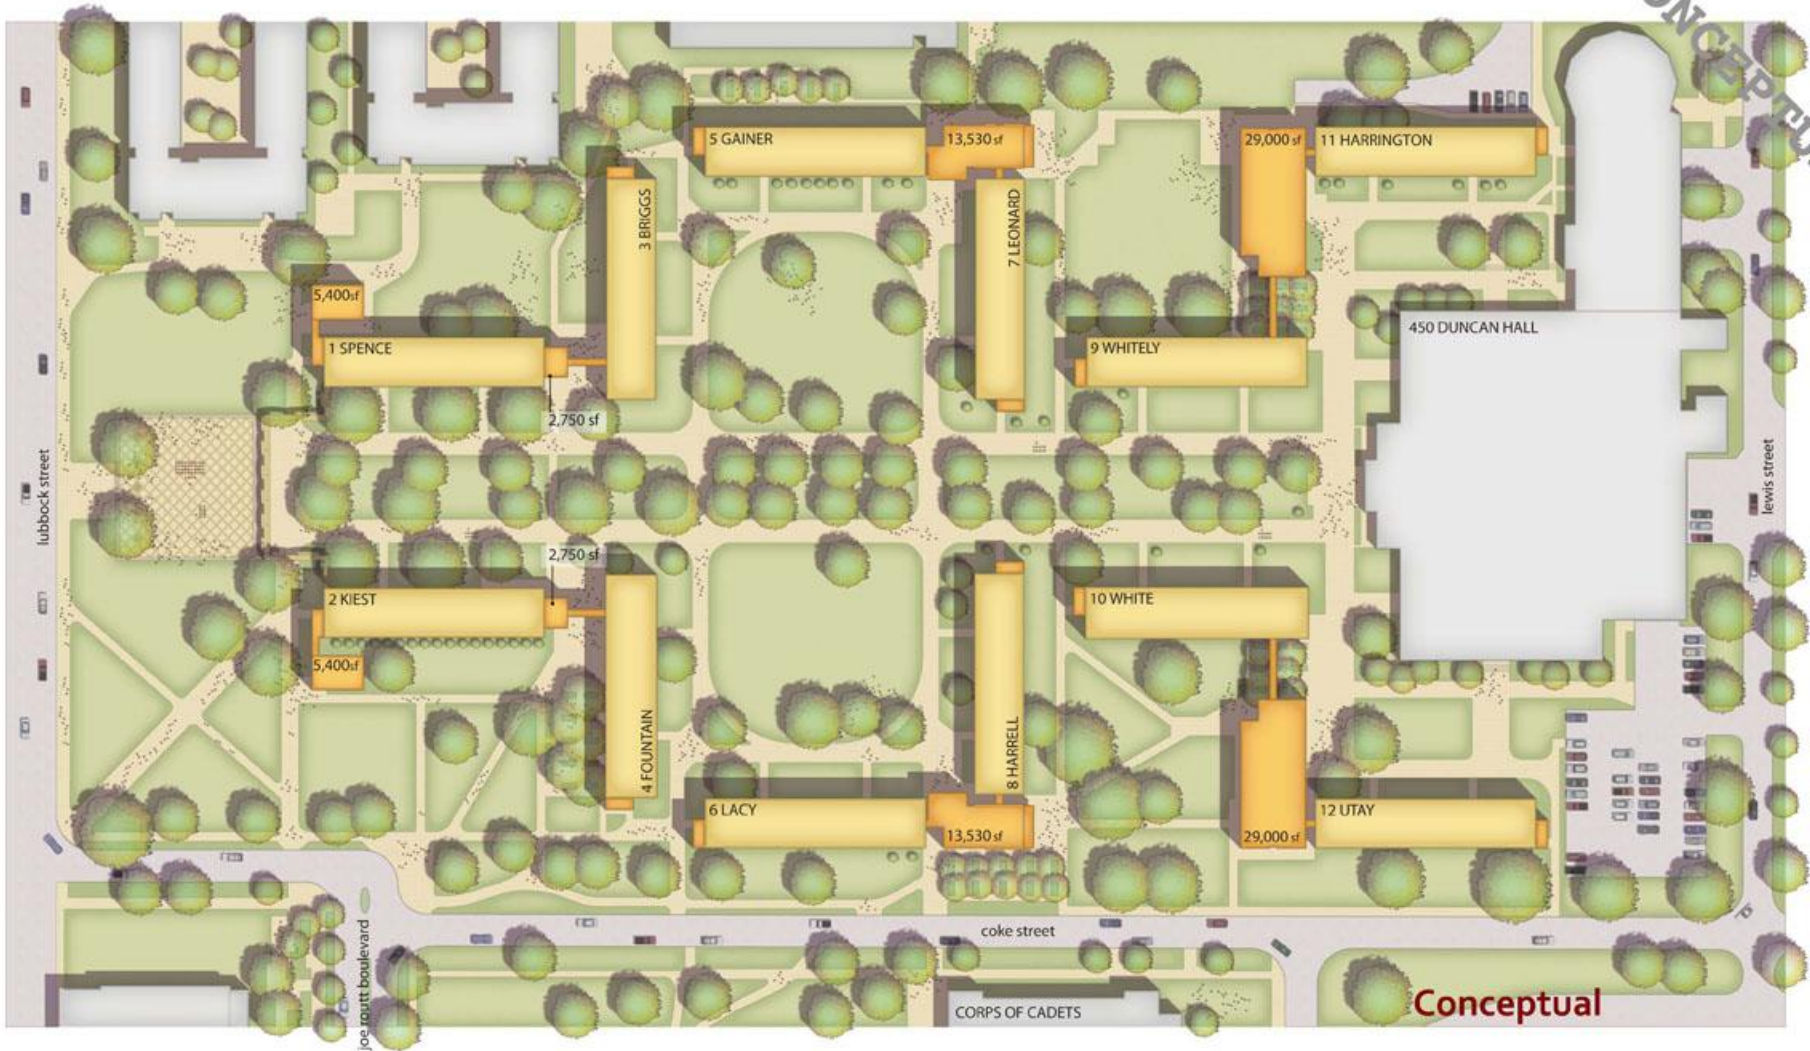 CONCEPTUAL
5 GAINER
13,530 sf
29,000 sf
11 HARRINGTON
3 BRIGGS
7 LEONARD
5,400sf
1 SPENCE
9 WHITELY
450 DUNCAN HALL
2,750 sf
lubbock street
lewis street
2,750 sf
2 KIEST
10 WHITE
5,400sf
4 FOUNTAIN
8 HARRELL
6 LACY
13,530 sf
29,000 sf
12 UTAY
joe routt boulevard
coke street
CORPS OF CADETS
Conceptual